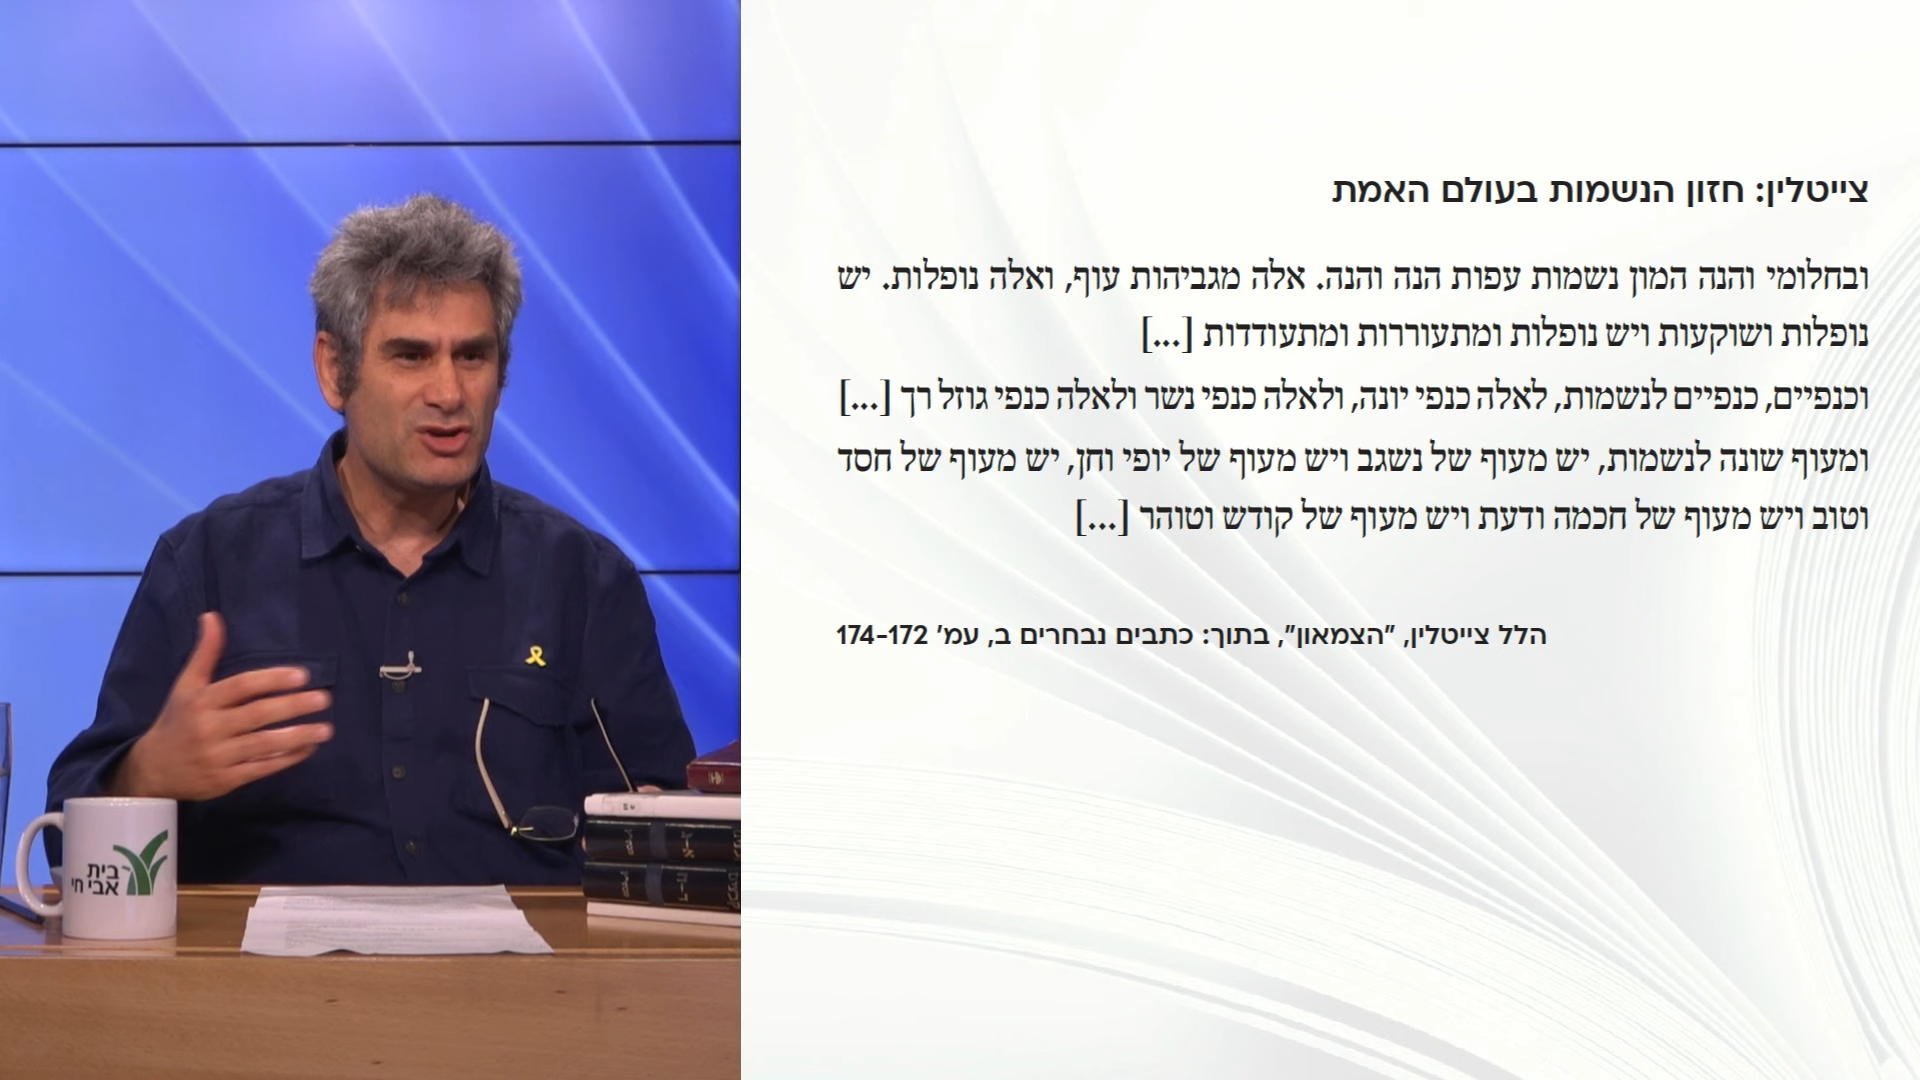 צייטלין: חזון הנשמות בעולם האמת
ובחלומי והנה המון נשמות עפות הנה והנה. אלה מגביהות עוף, ואלה נופלות. יש
נופלות ושוקעות ויש נופלות ומתעוררות ומתעודדות [...]
וכנפיים, כנפיים לנשמות, לאלה כנפי יונה, ולאלה כנפי נשר ולאלה כנפי גוזל רך [...]
ומעוף שונה לנשמות, יש מעוף של נשגב ויש מעוף של יופי וחן, יש מעוף של חסד
וטוב ויש מעוף של חכמה ודעת ויש מעוף של קודש וטוהר [...]
הלל צייטלין, "הצמאון", בתוך: כתבים נבחרים ב, עמ' 172-174
בית
אבי חי